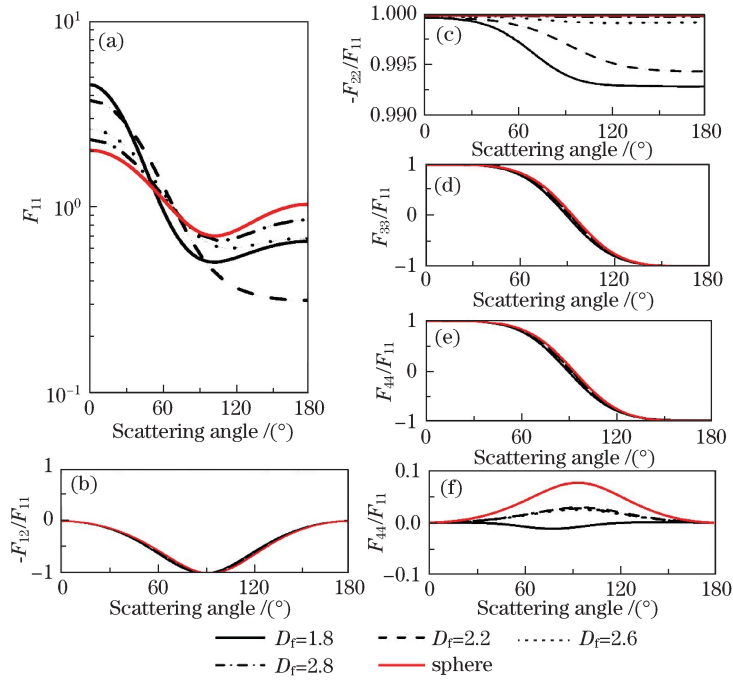 (a)
F11
10^1
10^0
10^−1
0 60 120 180
Scattering angle /(°)
(b)
-F12/F11
1
0
-1
0 60 120 180
Scattering angle /(°)
(c)
-F22/F11
1.000
0.995
0.990
0 60 120 180
Scattering angle /(°)
(d)
F33/F11
1
0
-1
0 60 120 180
Scattering angle /(°)
(e)
F44/F11
1
0
-1
0 60 120 180
Scattering angle /(°)
(f)
F44/F11
0.1
0.0
-0.1
0 60 120 180
Scattering angle /(°)
Df=1.8 Df=2.2 Df=2.6
Df=2.8 sphere